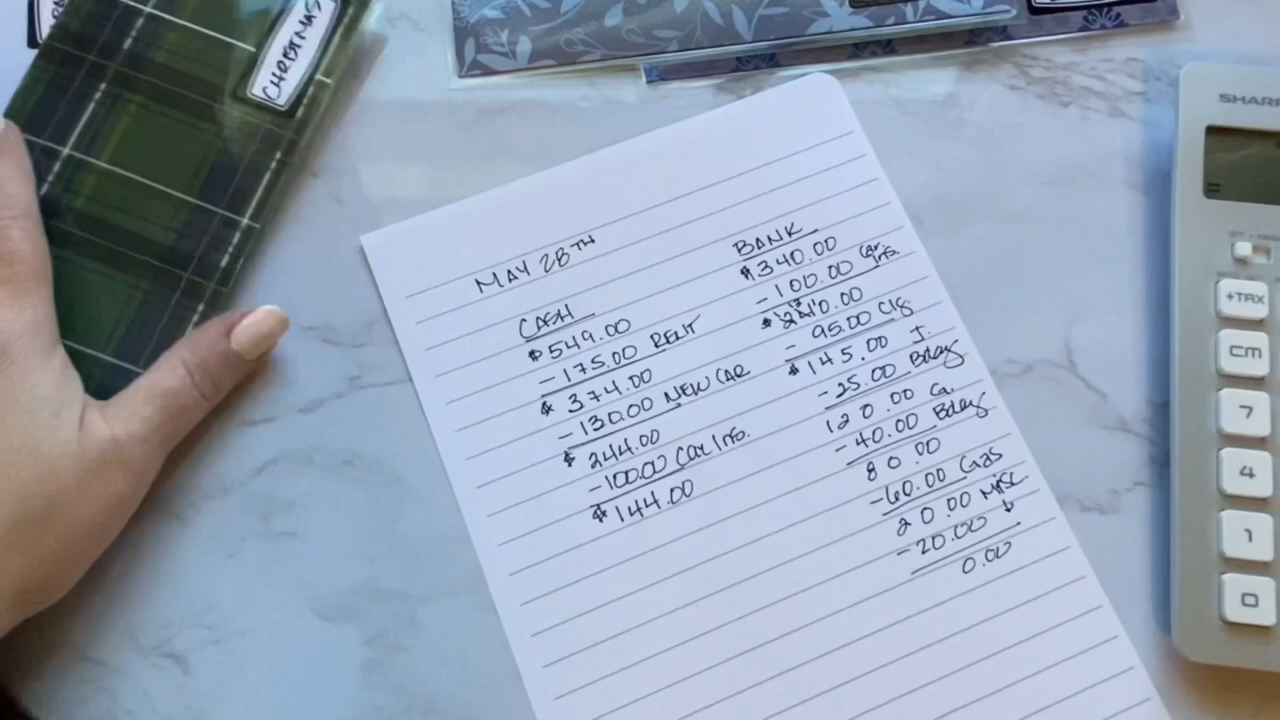 CHRISTMAS
MAY 28TH
CASH
$549.00
-175.00 RENT
$ 374.00
-130.00 NEW CAR
$ 244.00
-100.00 Car Info.
$144.00
BANK
$340.00
-100.00 Car Info.
$240.00
- 95.00 Cig
$145.00
-25.00 J. Bday
120.00
-40.00 G. Bday
80.00
-60.00 Gas
20.00
-20.00 Misc
0.00
SHARP
+TAX
CM
7
4
1
0